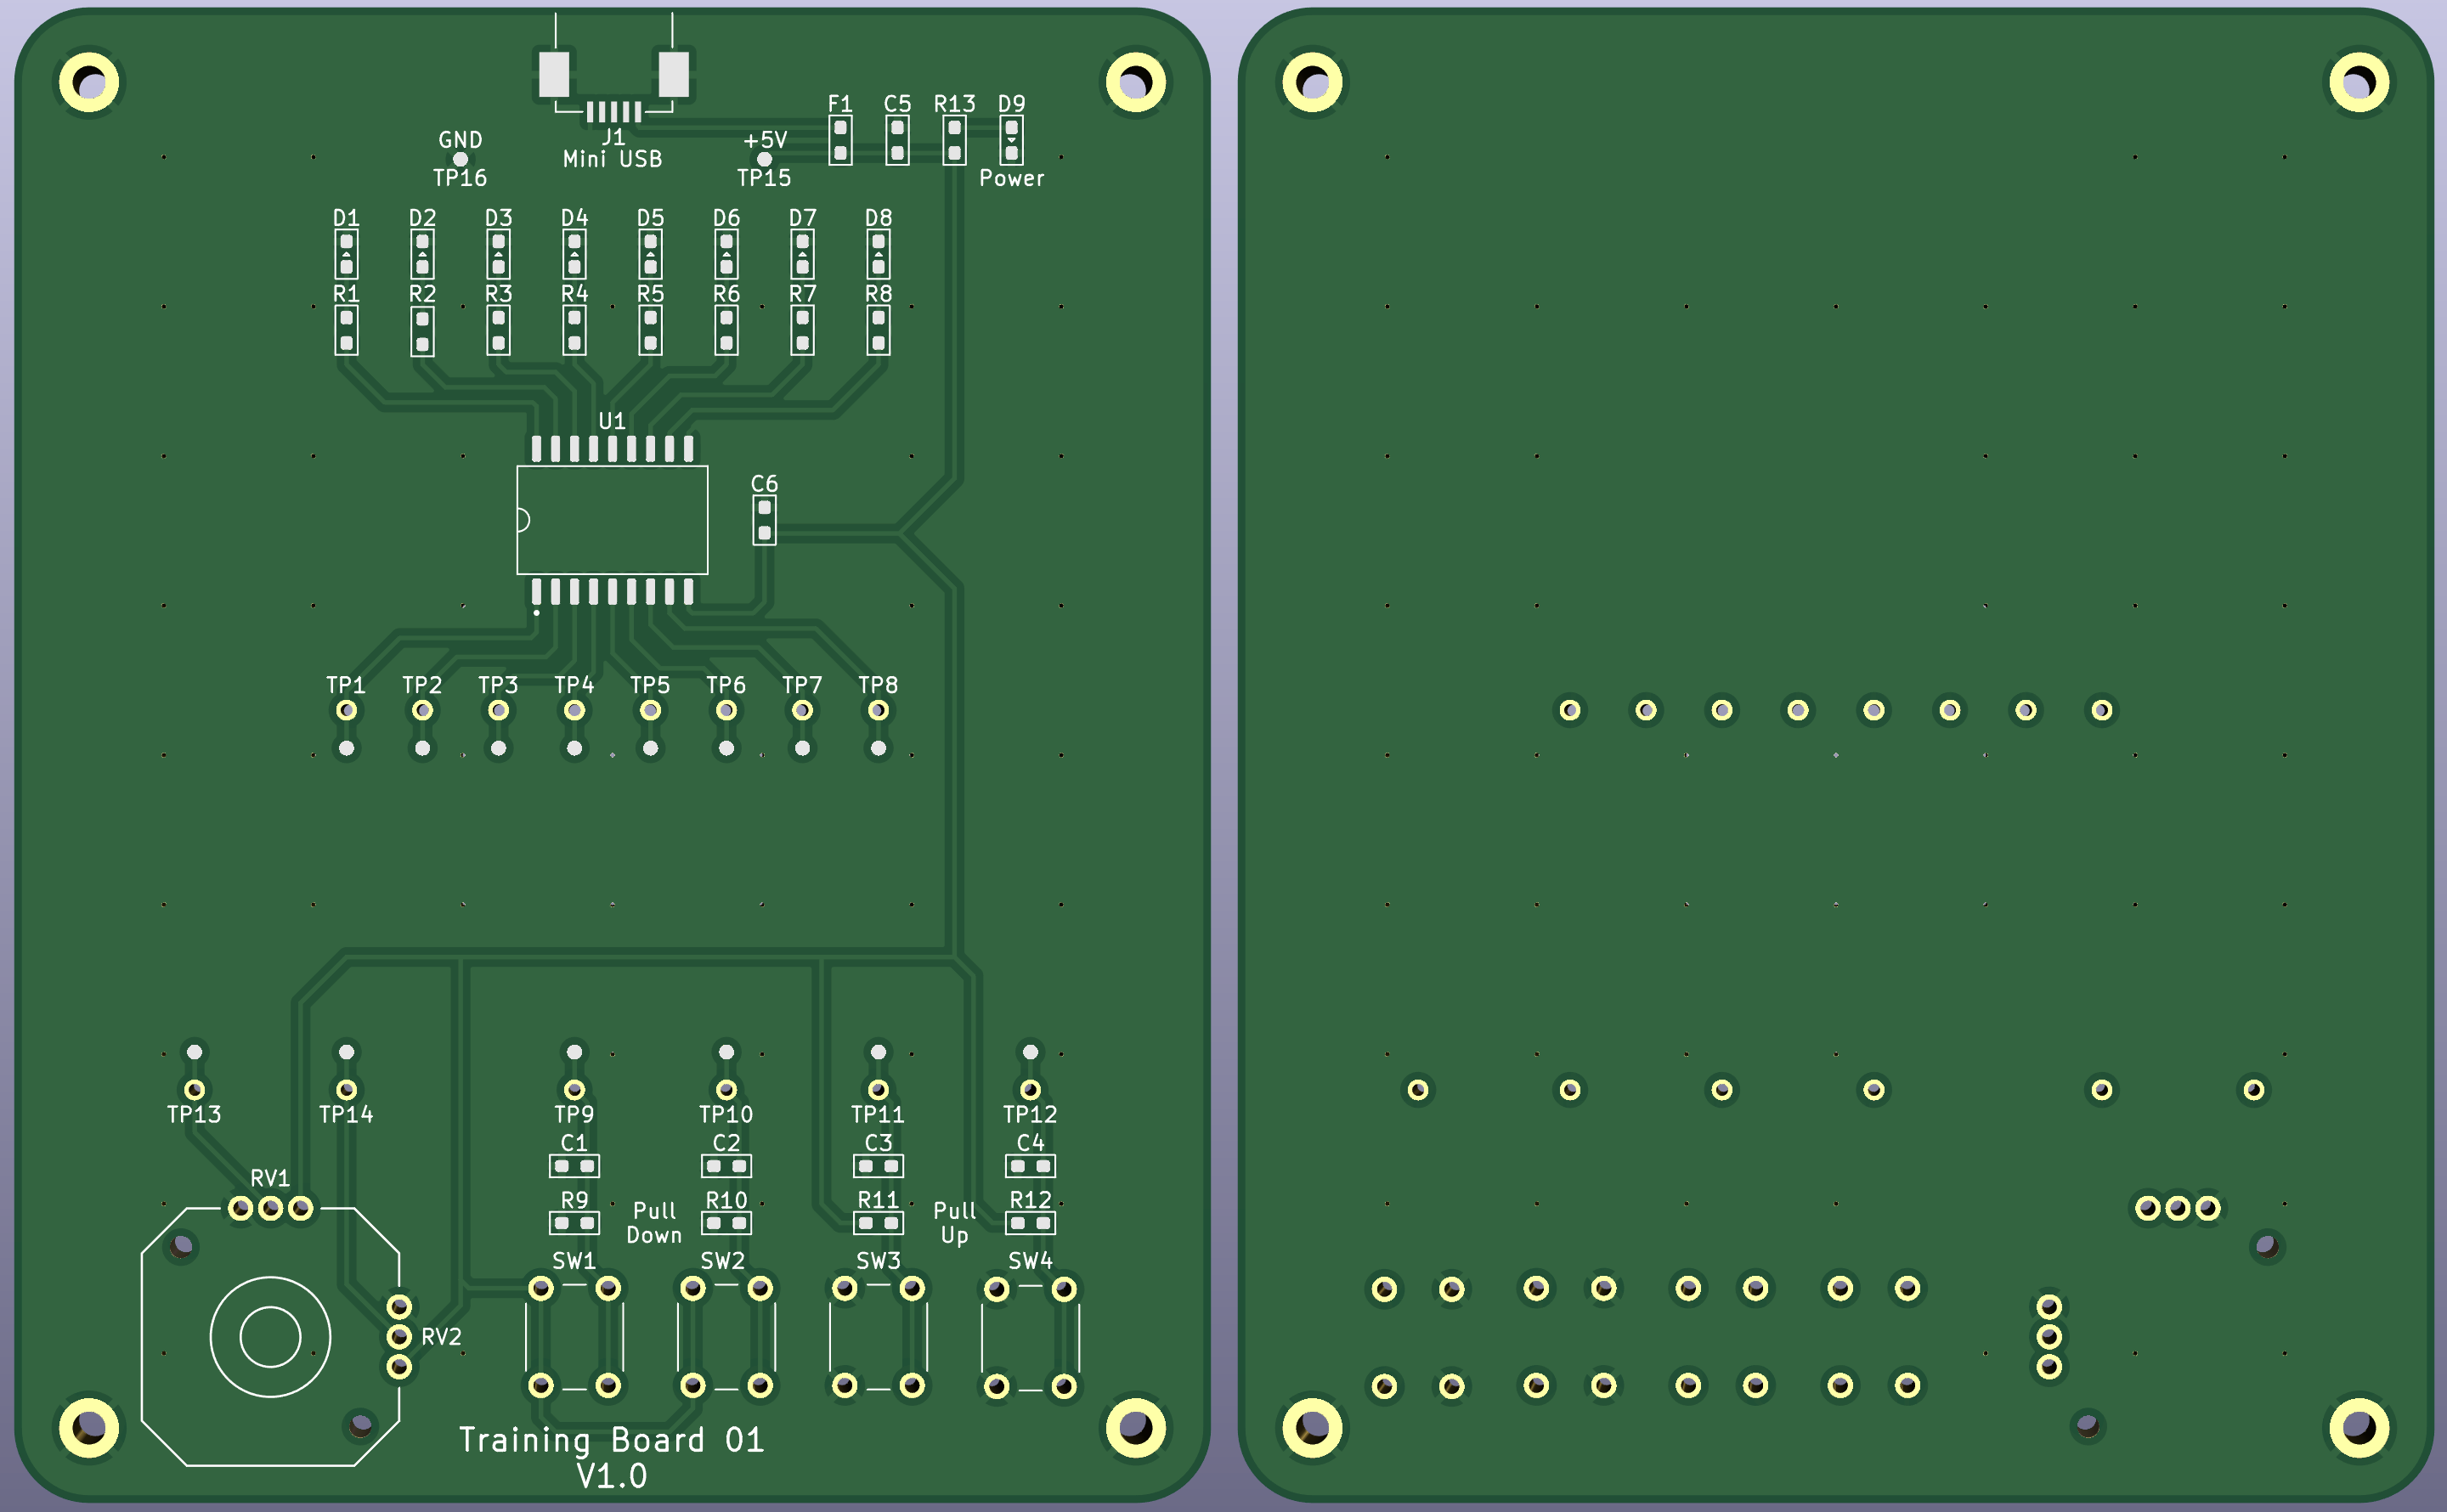 F1 C5 R13 D9
GND
J1
+5V
Mini USB
TP16
TP15
Power
D1 D2 D3 D4 D5 D6 D7 D8
R1 R2 R3 R4 R5 R6 R7 R8
U1
C6
TP1 TP2 TP3 TP4 TP5 TP6 TP7 TP8
TP13 TP14 TP9 TP10 TP11 TP12
C1 C2 C3 C4
RV1
R9 R10 R11 R12
Pull
Down
Pull
Up
SW1 SW2 SW3 SW4
RV2
Training Board 01
V1.0